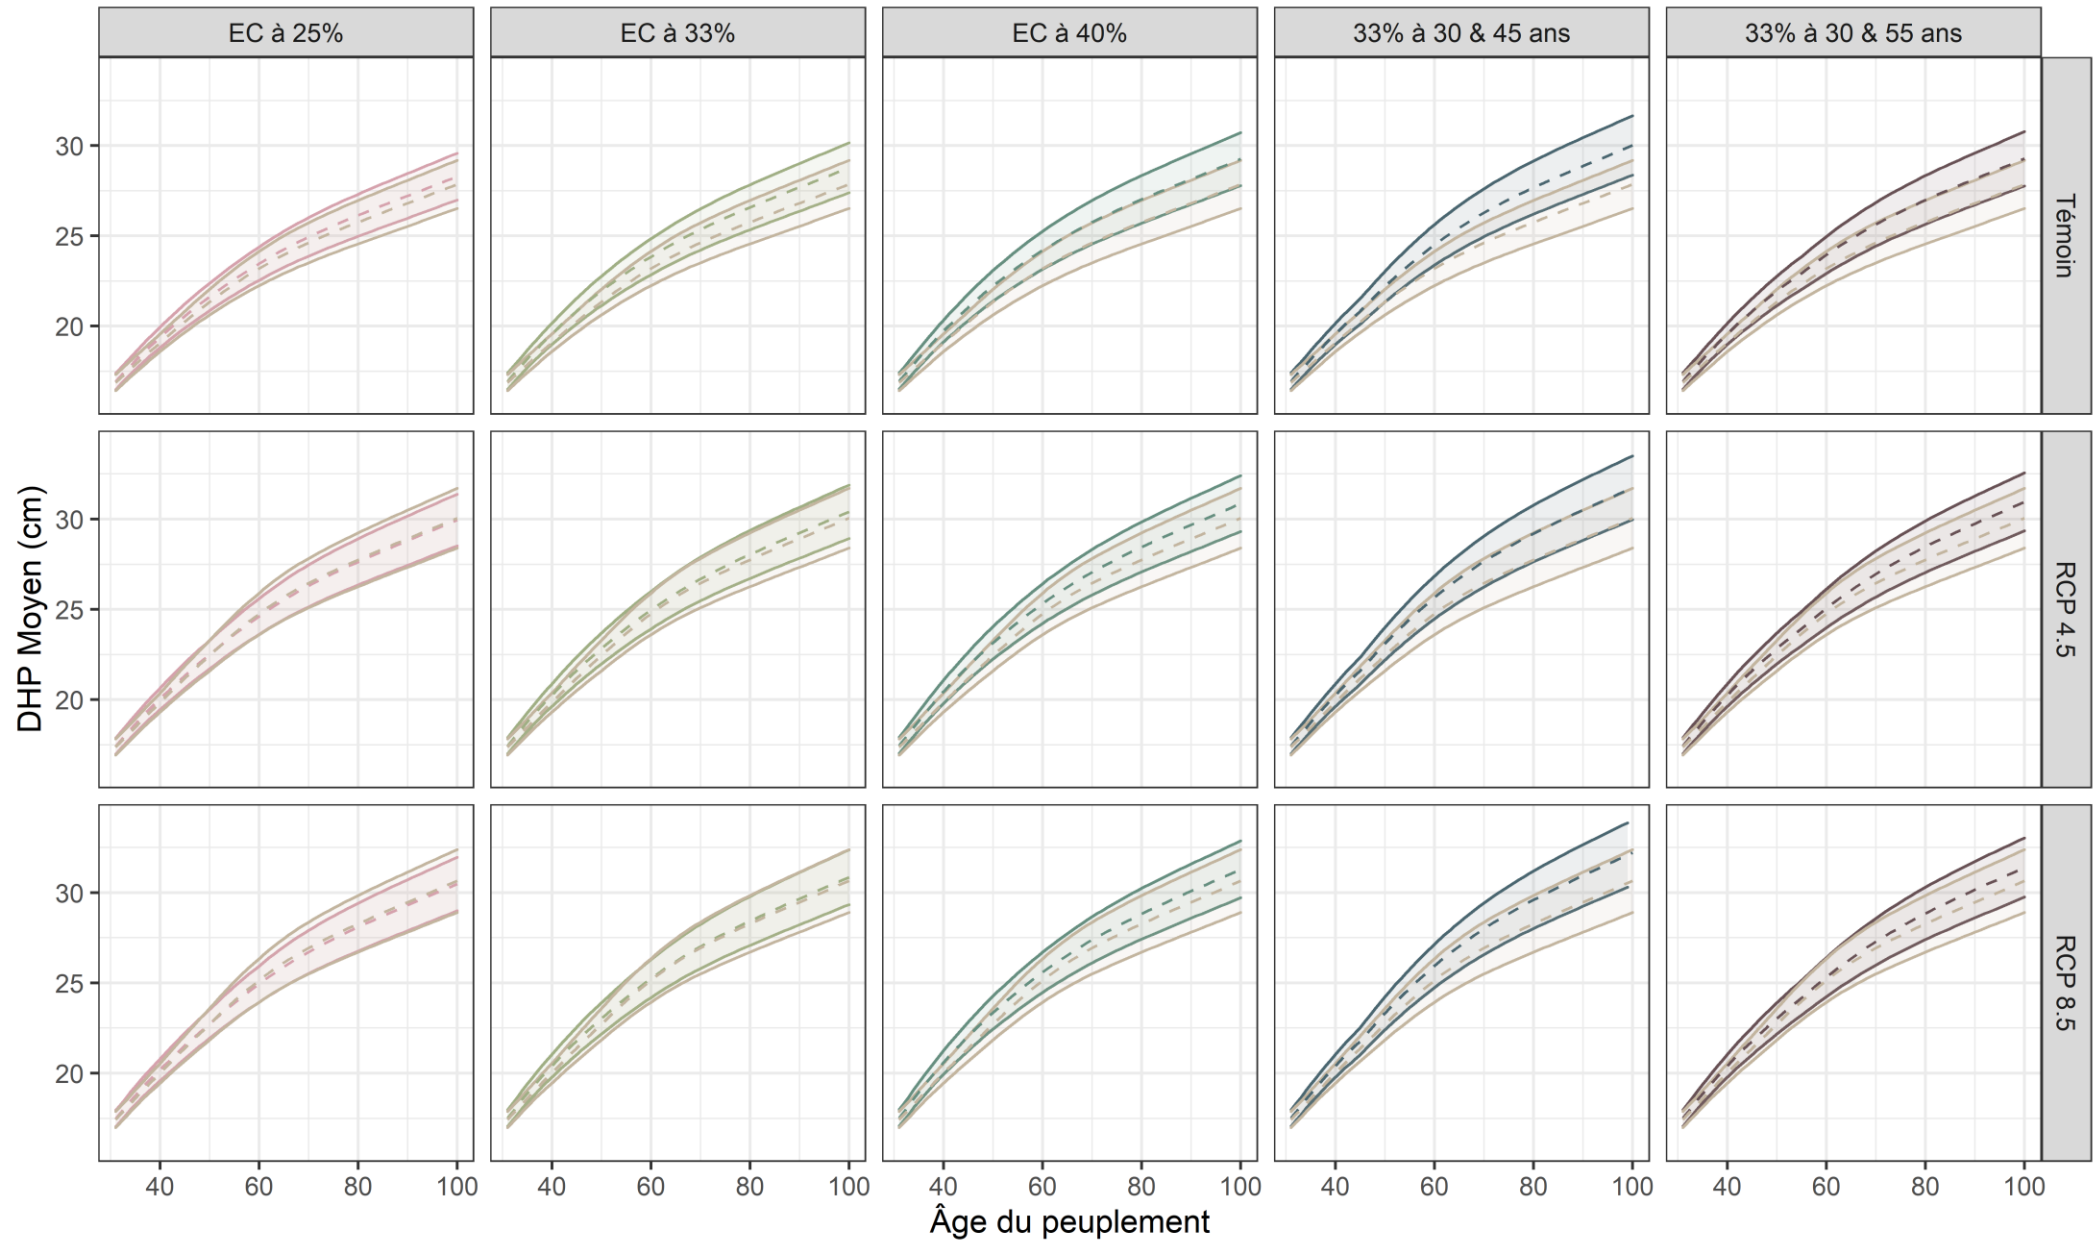 EC à 25%
EC à 33%
EC à 40%
33% à 30 & 45 ans
33% à 30 & 55 ans
30
25
20
Témoin
DHP Moyen (cm)
30
25
20
RCP 4.5
30
25
20
RCP 8.5
40 60 80 100
40 60 80 100
40 60 80 100
40 60 80 100
40 60 80 100
Âge du peuplement